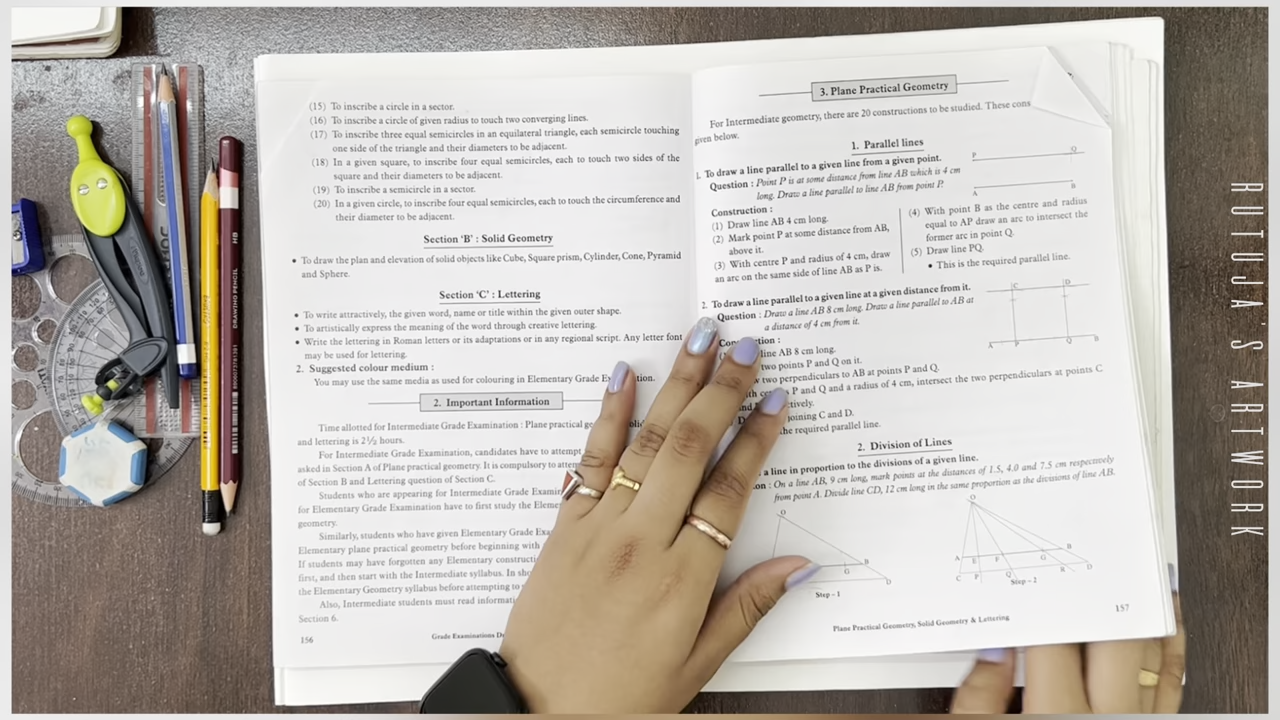 (15) To inscribe a circle in a sector.
(16) To inscribe a circle of given radius to touch two converging lines.
(17) To inscribe three equal semicircles in an equilateral triangle, each semicircle touching
one side of the triangle and their diameters to be adjacent.
(18) In a given square, to inscribe four equal semicircles, each to touch two sides of the
square and their diameters to be adjacent.
(19) To inscribe a semicircle in a sector.
(20) In a given circle, to inscribe four equal semicircles, each to touch the circumference and
their diameter to be adjacent.
Section 'B' : Solid Geometry
• To draw the plan and elevation of solid objects like Cube, Square prism, Cylinder, Cone, Pyramid
and Sphere.
Section 'C' : Lettering
• To write attractively, the given word, name or title within the given outer shape.
• To artistically express the meaning of the word through creative lettering.
• Write the lettering in Roman letters or its adaptations or in any regional script. Any letter font
may be used for lettering.
2. Suggested colour medium :
You may use the same media as used for colouring in Elementary Grade
2. Important Information
Time allotted for Intermediate Grade Examination : Plane practical
and lettering is 2½ hours.
For Intermediate Grade Examination, candidates have to attempt
asked in Section A of Plane practical geometry. It is compulsory to
of Section B and Lettering question of Section C.
Students who are appearing for Intermediate Grade
for Elementary Grade Examination have to first study the
geometry.
Similarly, students who have given Elementary Grade
Elementary plane practical geometry before beginning with
If students may have forgotten any Elementary
first, and then start with the Intermediate syllabus. In
the Elementary Geometry syllabus before attempting to
Also, Intermediate students must read
Section 6.
156
Grade Examinations
3. Plane Practical Geometry
For Intermediate geometry, there are 20 constructions to be studied. These
given below.
1. Parallel lines
1. To draw a line parallel to a given line from a given point.
Question : Point P is at some distance from line AB which is 4 cm
long. Draw a line parallel to line AB from point P.
P Q
A B
Construction :
(1) Draw line AB 4 cm long.
(2) Mark point P at some distance from AB,
above it.
(3) With centre P and radius of 4 cm, draw
an arc on the same side of line AB as P is.
(4) With point B as the centre and radius
equal to AP draw an arc to intersect the
former arc in point Q.
(5) Draw line PQ.
• This is the required parallel line.
2. To draw a line parallel to a given line at a given distance from it.
Question : Draw a line AB 8 cm long. Draw a line parallel to AB at
a distance of 4 cm from it.
C D
A P Q B
line AB 8 cm long.
two points P and Q on it.
two perpendiculars to AB at points P and Q.
P and Q and a radius of 4 cm, intersect the two perpendiculars at points C
joining C and D.
the required parallel line.
2. Division of Lines
a line in proportion to the divisions of a given line.
: On a line AB, 9 cm long, mark points at the distances of 1.5, 4.0 and 7.5 cm respectively
from point A. Divide line CD, 12 cm long in the same proportion as the divisions of line AB.
O
G B
D
Step - 1
O
A E F G B
C P Q R D
Step - 2
Plane Practical Geometry, Solid Geometry & Lettering
157
DRAWING PENCIL HB
RUTUJA'S ARTWORK